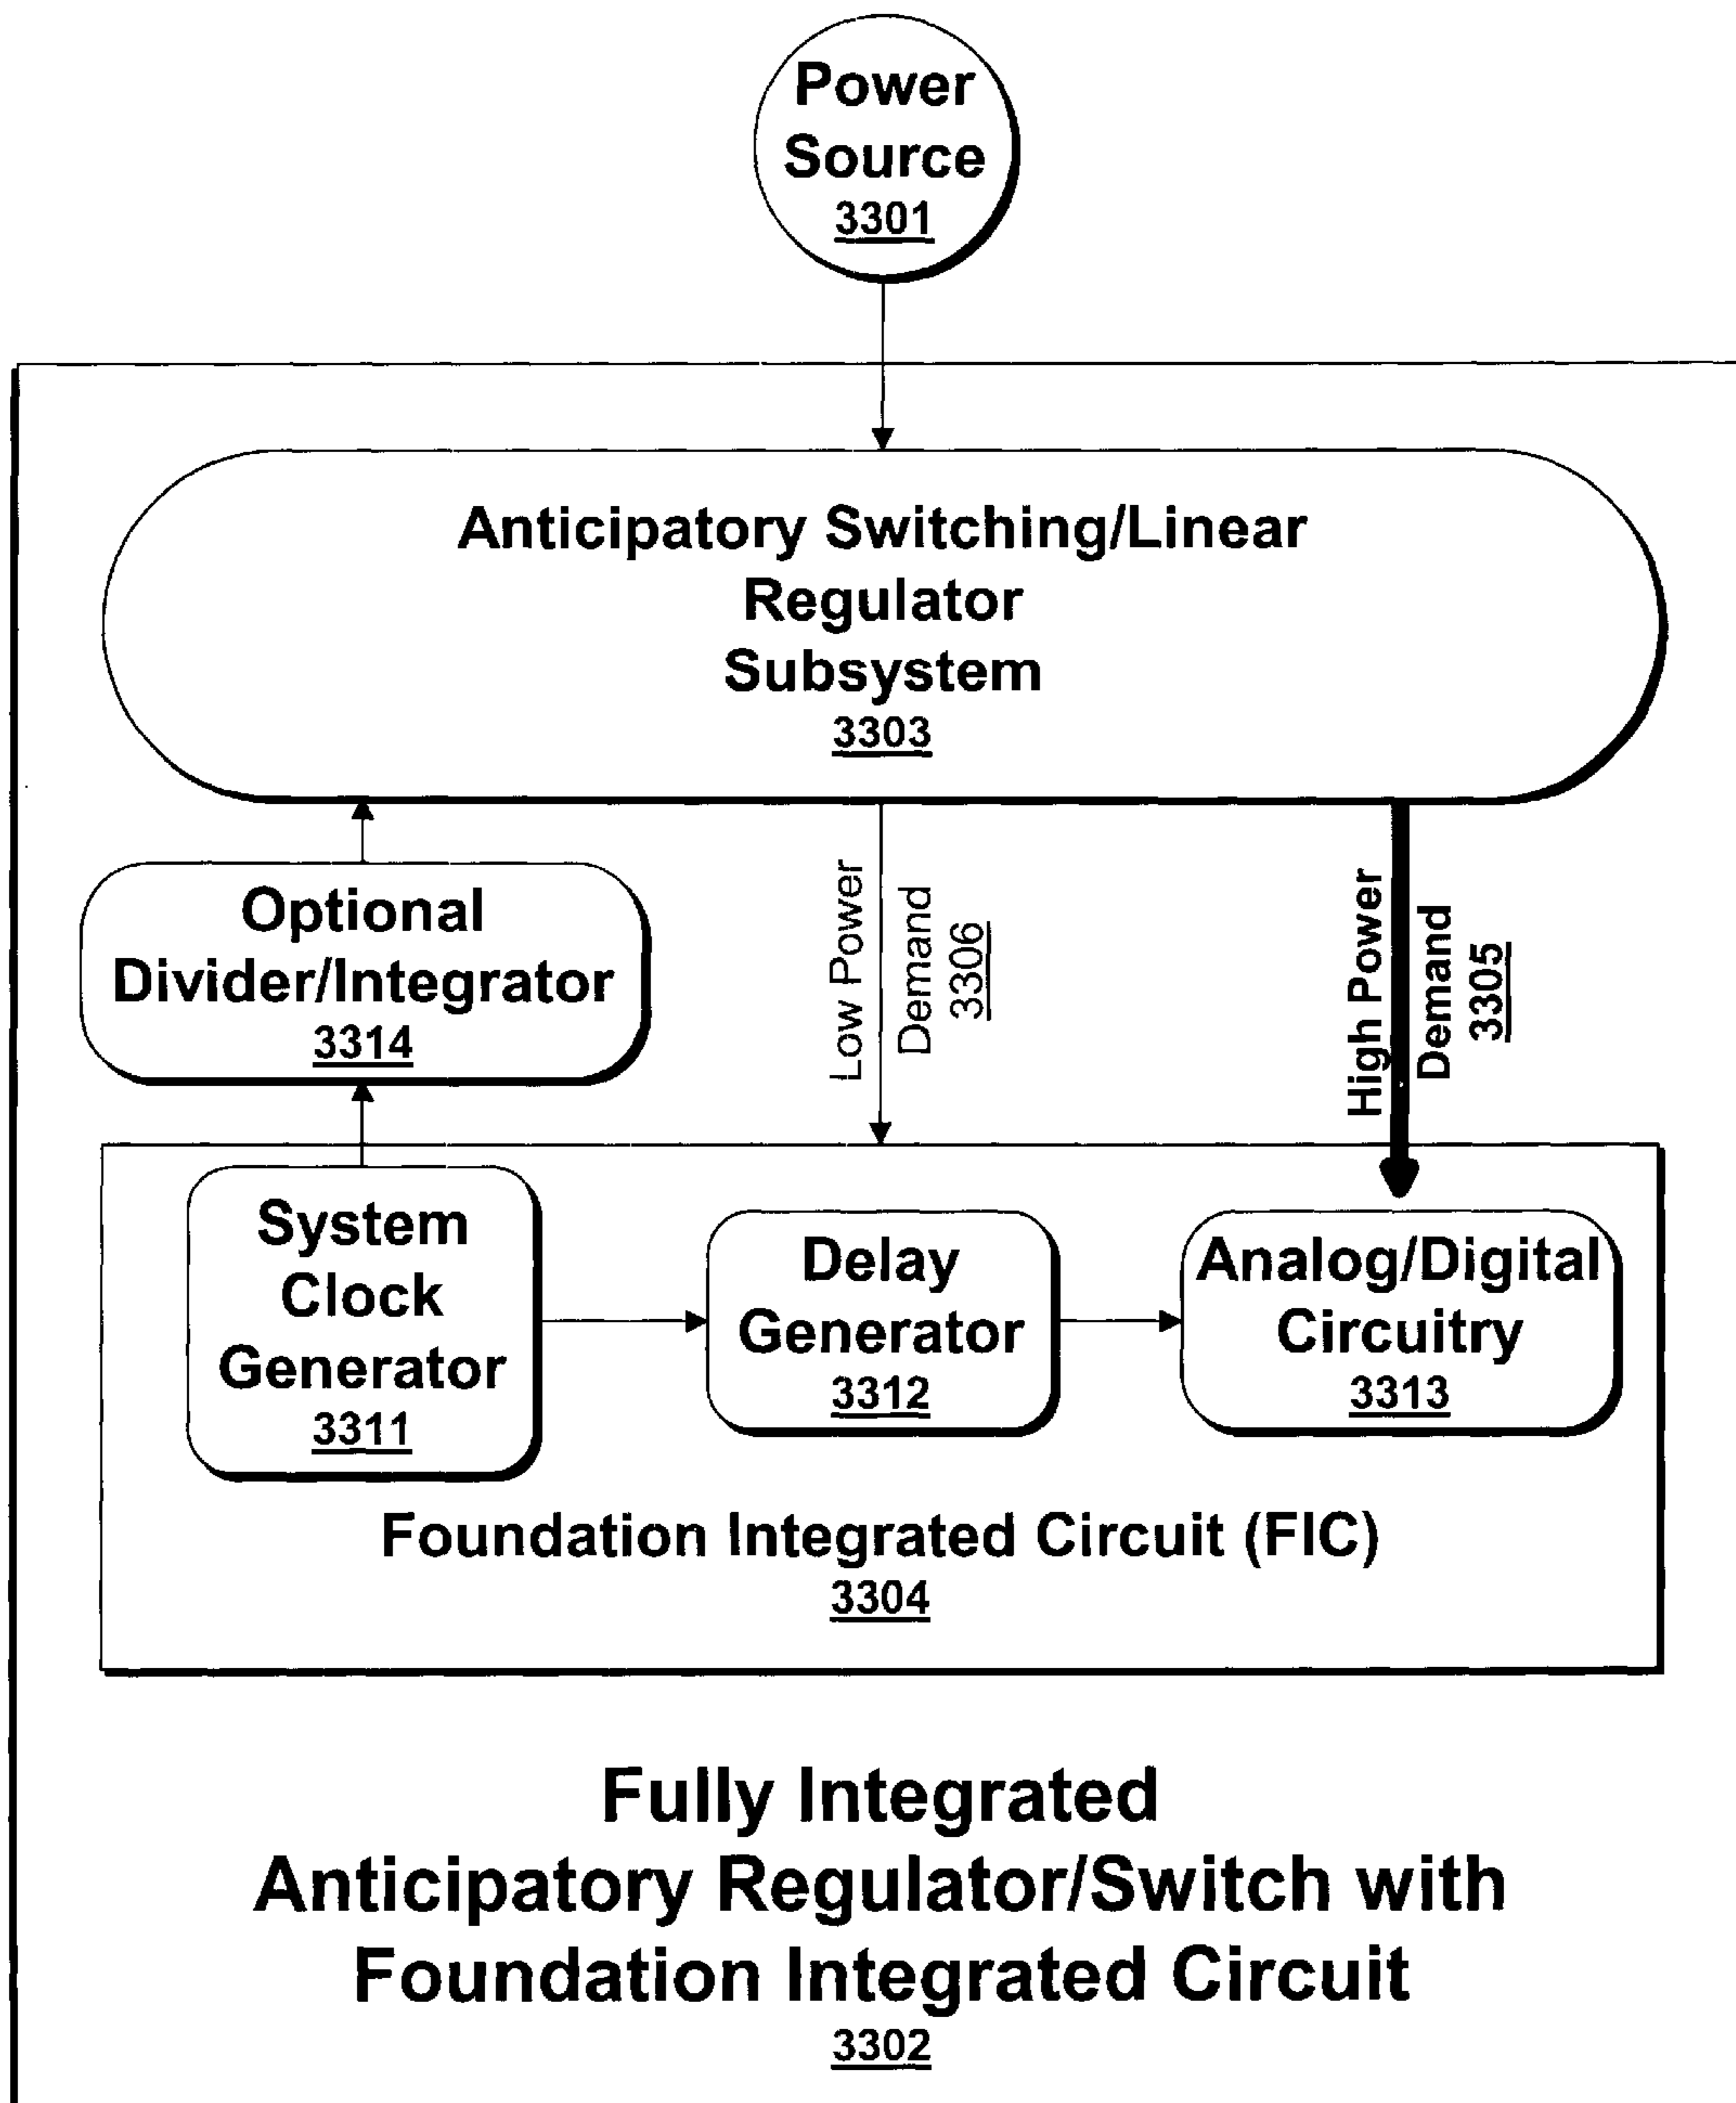 Power
Source
3301
Anticipatory Switching/Linear
Regulator
Subsystem
3303
Optional
Divider/Integrator
3314
Low Power
Demand
3306
High Power
Demand
3305
System
Clock
Generator
3311
Delay
Generator
3312
Analog/Digital
Circuitry
3313
Foundation Integrated Circuit (FIC)
3304
Fully Integrated
Anticipatory Regulator/Switch with
Foundation Integrated Circuit
3302